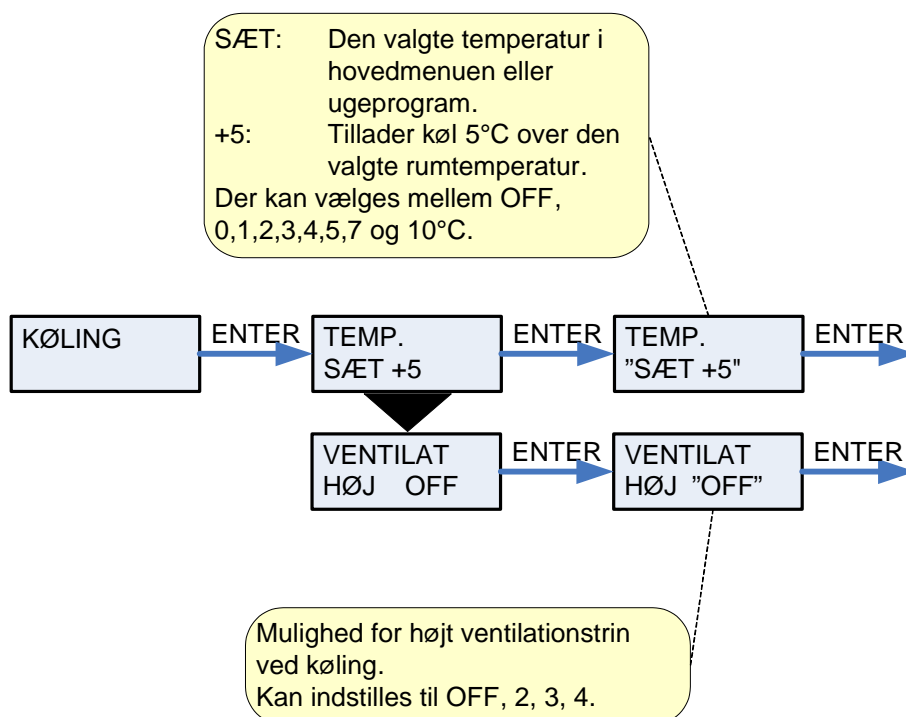 SÆT: Den valgte temperatur i
hovedmenuen eller
ugeprogram.
+5: Tillader køl 5°C over den
valgte rumtemperatur.
Der kan vælges mellem OFF,
0,1,2,3,4,5,7 og 10°C.
KØLING
ENTER
TEMP.
SÆT +5
ENTER
TEMP.
”SÆT +5"
ENTER
VENTILAT
HØJ OFF
ENTER
VENTILAT
HØJ ”OFF”
ENTER
Mulighed for højt ventilationstrin
ved køling.
Kan indstilles til OFF, 2, 3, 4.